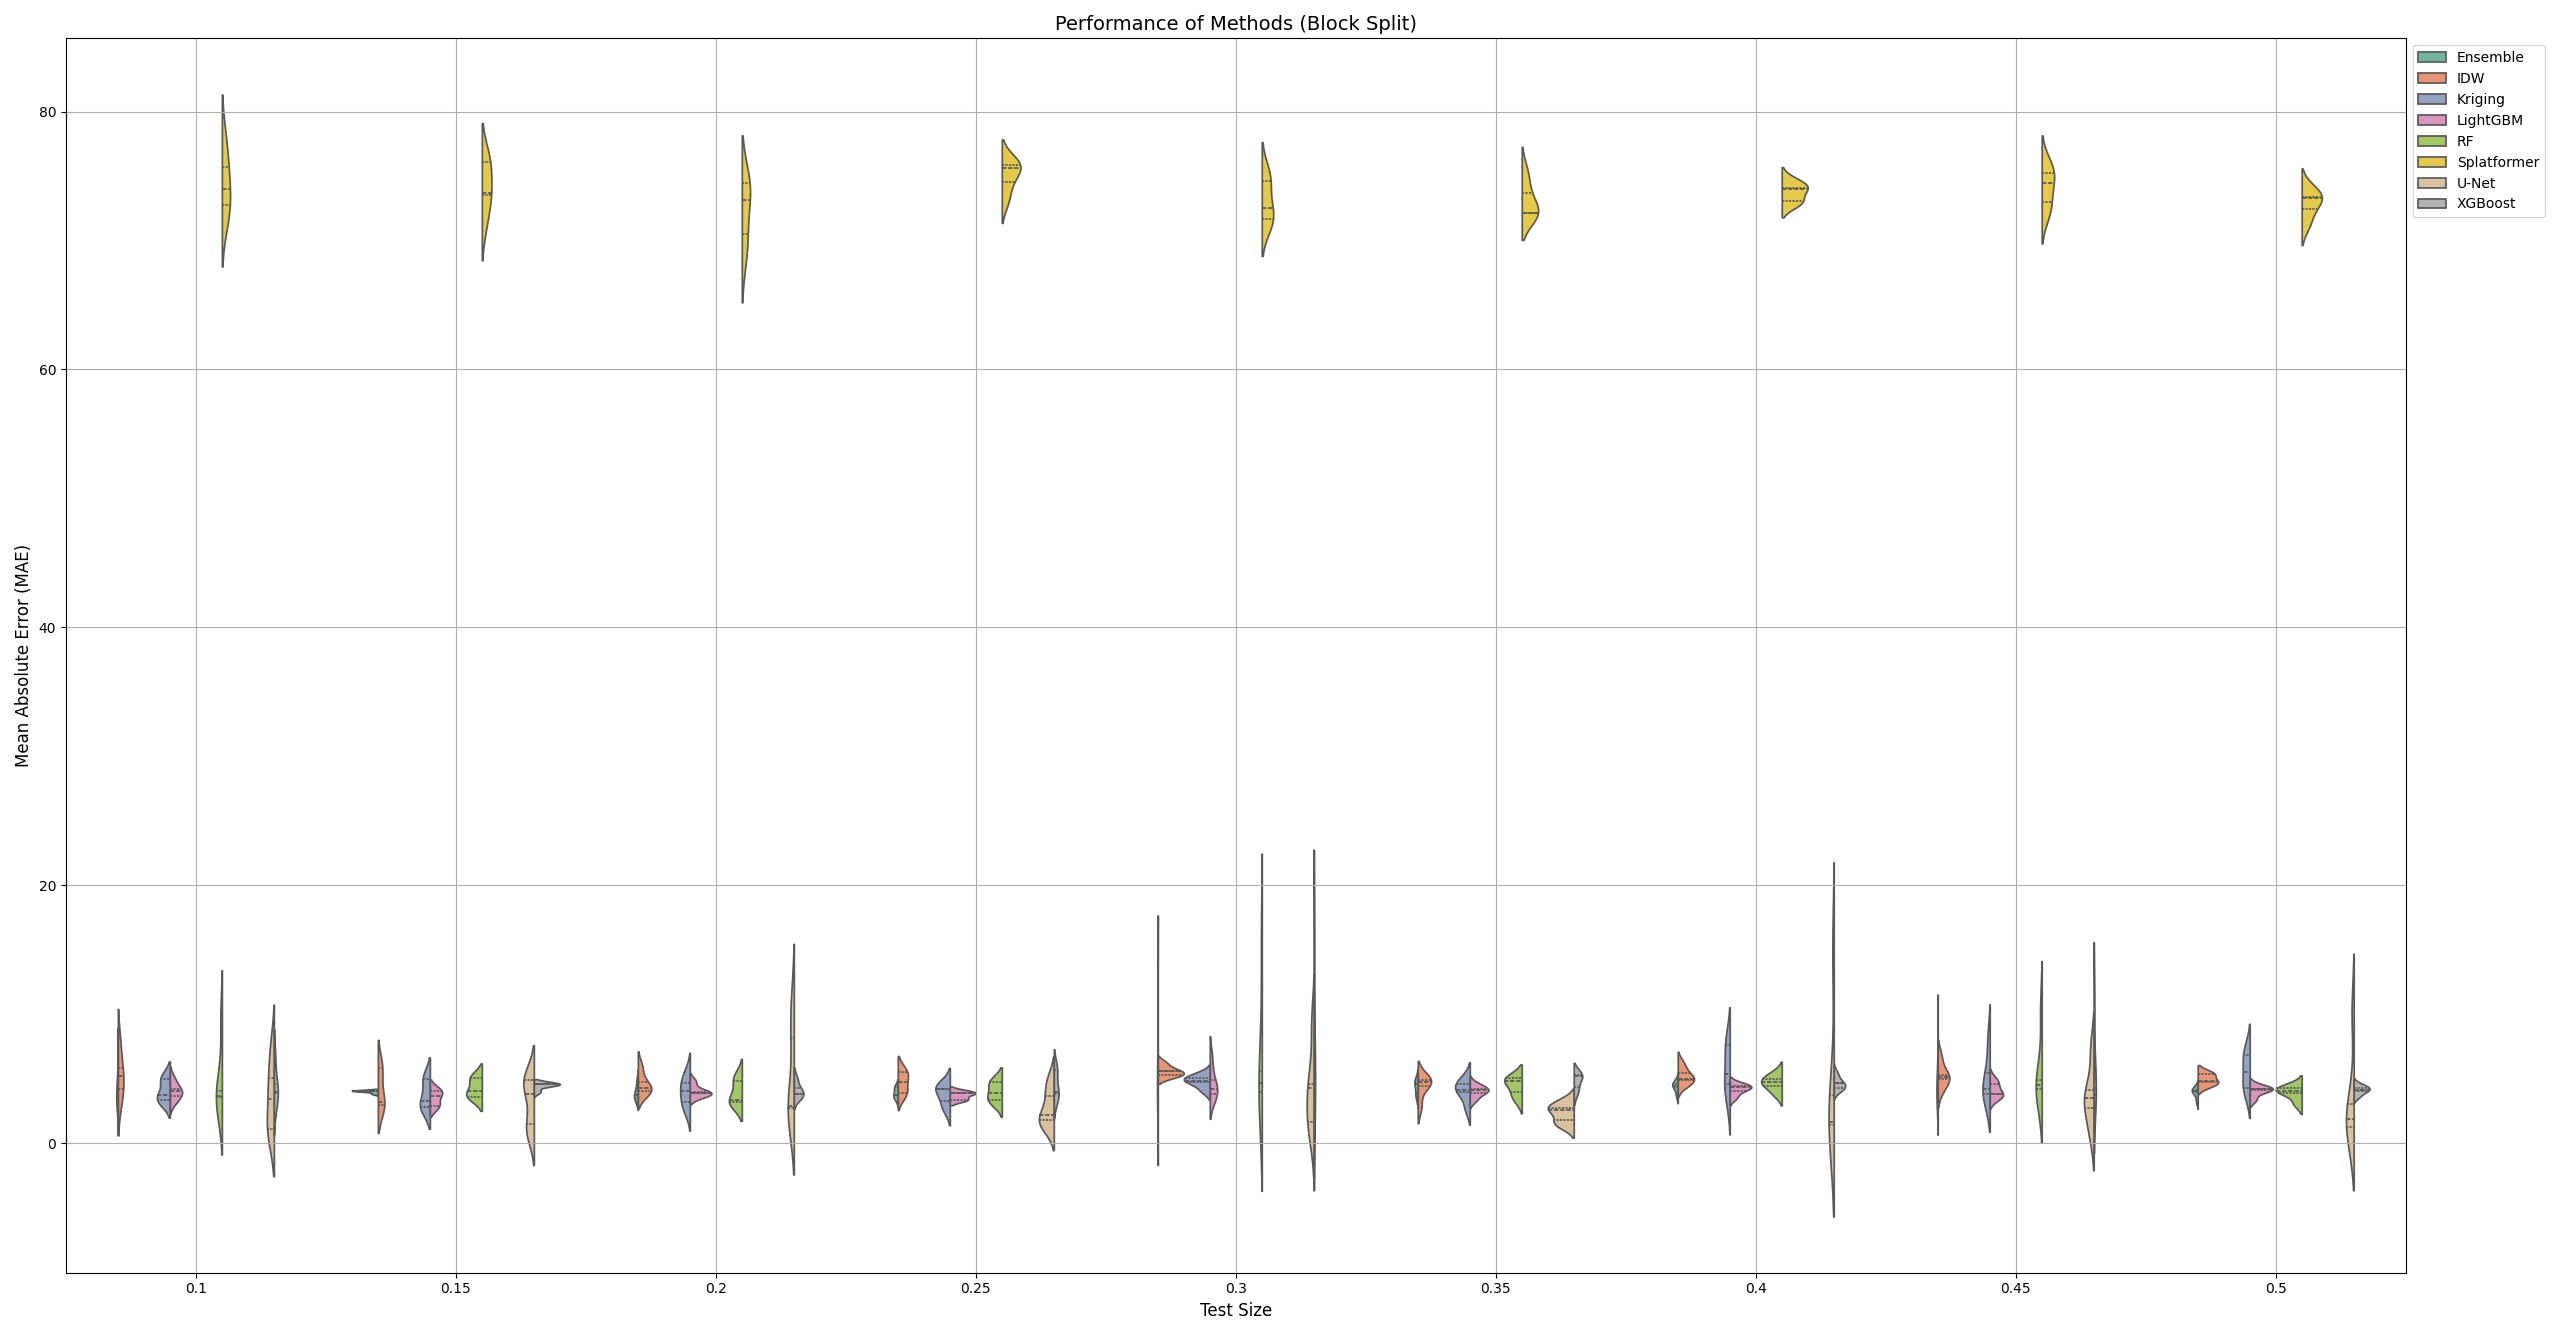 Performance of Methods (Block Split)
Ensemble
IDW
Kriging
LightGBM
RF
Splatformer
U-Net
XGBoost
Mean Absolute Error (MAE)
80
60
40
20
0
0.1 0.15 0.2 0.25 0.3 0.35 0.4 0.45 0.5
Test Size